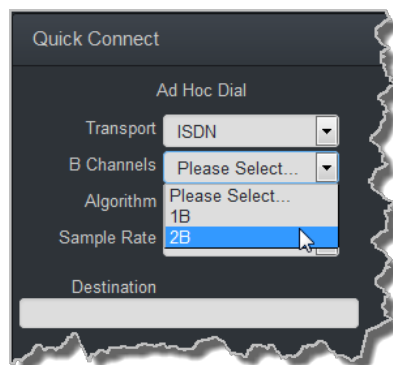 Quick Connect
Ad Hoc Dial
Transport ISDN
B Channels Please Select...
Please Select...
Algorithm
1B
Sample Rate 2B
Destination